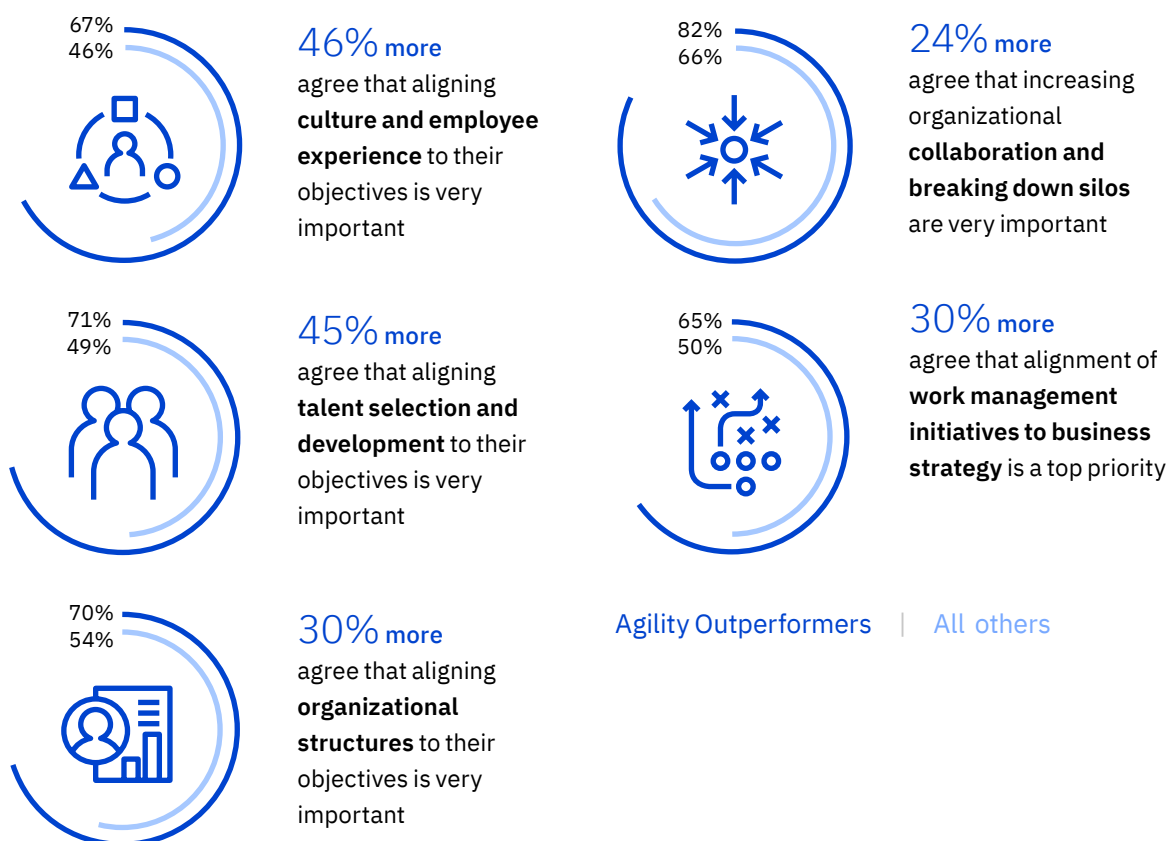 67%
46%
46% more
agree that aligning
culture and employee
experience to their
objectives is very
important
71%
49%
45% more
agree that aligning
talent selection and
development to their
objectives is very
important
70%
54%
30% more
agree that aligning
organizational
structures to their
objectives is very
important
82%
66%
24% more
agree that increasing
organizational
collaboration and
breaking down silos
are very important
65%
50%
30% more
agree that alignment of
work management
initiatives to business
strategy is a top priority
Agility Outperformers | All others